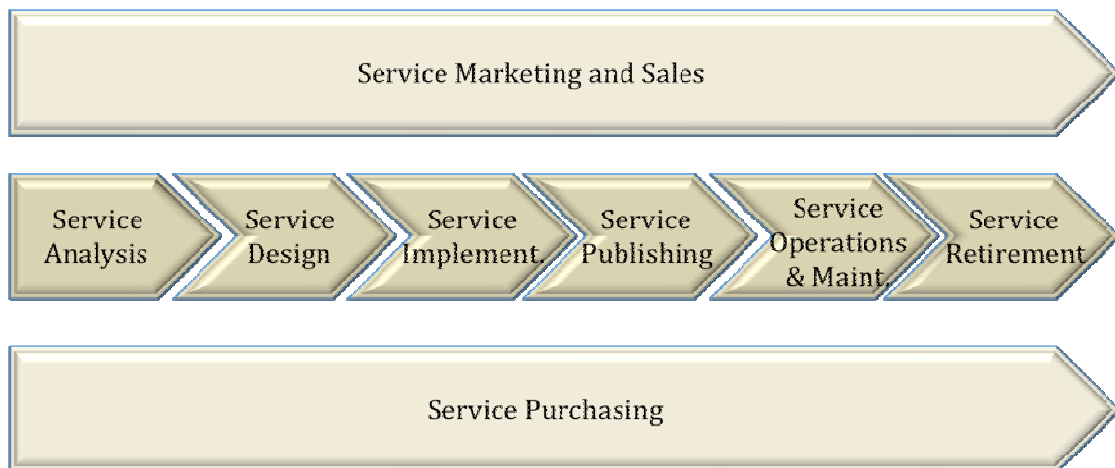 Service Marketing and Sales
Service
Analysis
Service
Design
Service
Implement.
Service
Publishing
Service
Operations
& Maint.
Service
Retirement
Service Purchasing